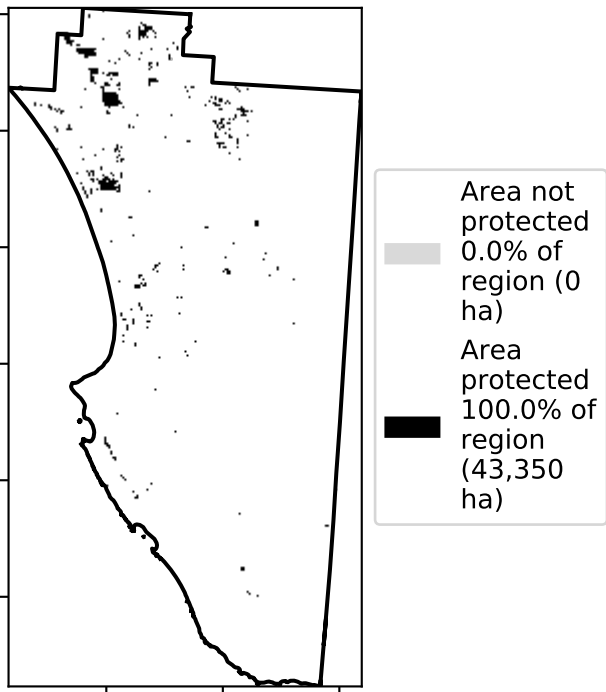 Area not
protected
0.0% of
region (0
ha)
Area
protected
100.0% of
region
(43,350
ha)